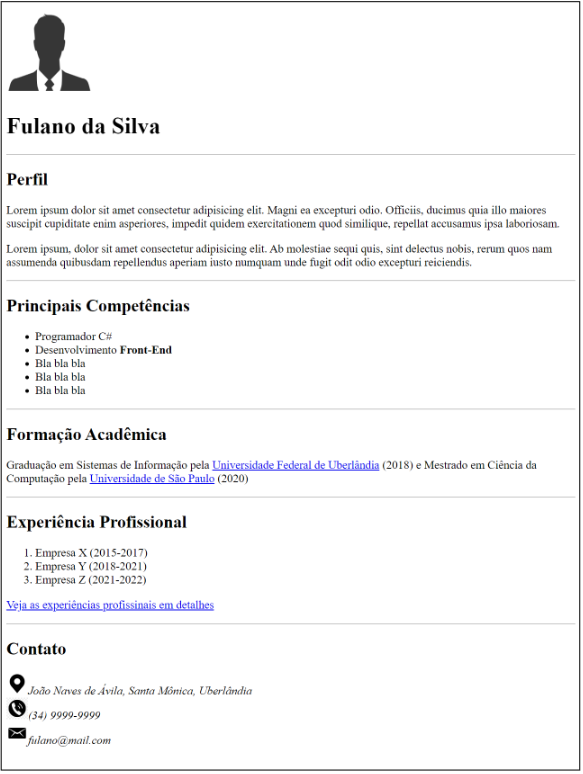 Fulano da Silva
Perfil
Lorem ipsum dolor sit amet consectetur adipisicing elit. Magni ea excepturi odio. Officiis, ducimus quia illo maiores
suscipit cupiditate enim asperiores, impedit quidem exercitationem quod similique, repellat accusamus ipsa laboriosam.
Lorem ipsum, dolor sit amet consectetur adipisicing elit. Ab molestiae sequi quis, sint delectus nobis, rerum quos nam
assumenda quibusdam repellendus aperiam iusto numquam unde fugit odit odio excepturi reiciendis.
Principais Competências
• Programador C#
• Desenvolvimento Front-End
• Bla bla bla
• Bla bla bla
• Bla bla bla
Formação Acadêmica
Graduação em Sistemas de Informação pela Universidade Federal de Uberlândia (2018) e Mestrado em Ciência da
Computação pela Universidade de São Paulo (2020)
Experiência Profissional
1. Empresa X (2015-2017)
2. Empresa Y (2018-2021)
3. Empresa Z (2021-2022)
Veja as experiências profissinais em detalhes
Contato
João Naves de Ávila, Santa Mônica, Uberlândia
(34) 9999-9999
fulano@mail.com